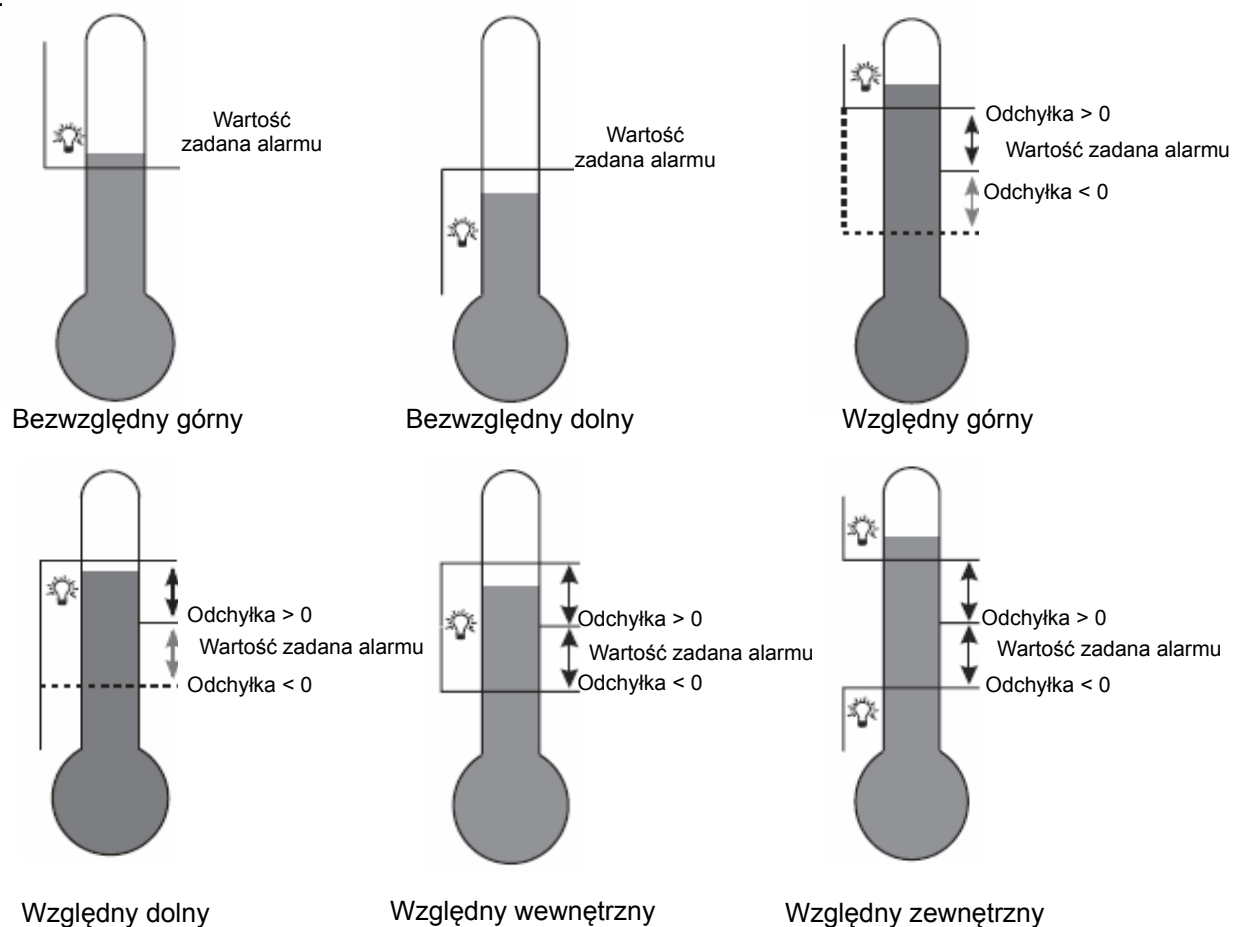 Wartość
zadana alarmu
Bezwzględny górny
Wartość
zadana alarmu
Bezwzględny dolny
Odchyłka > 0
Wartość zadana alarmu
Odchyłka < 0
Względny górny
Odchyłka > 0
Wartość zadana alarmu
Odchyłka < 0
Względny dolny
Odchyłka > 0
Wartość zadana alarmu
Odchyłka < 0
Względny wewnętrzny
Odchyłka > 0
Wartość zadana alarmu
Odchyłka < 0
Względny zewnętrzny